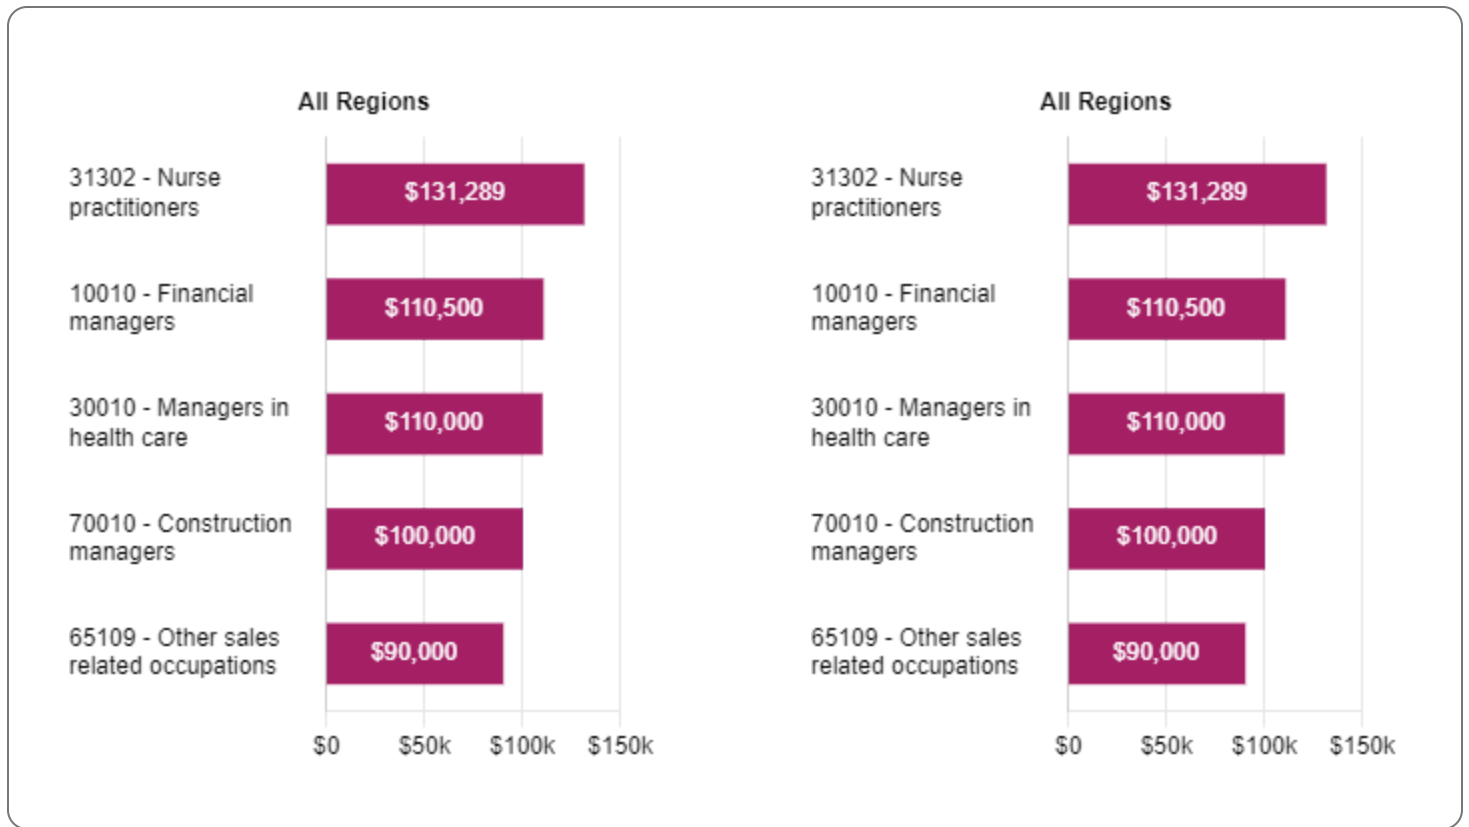 All Regions
31302 - Nurse
practitioners
$131,289
10010 - Financial
managers
$110,500
30010 - Managers in
health care
$110,000
70010 - Construction
managers
$100,000
65109 - Other sales
related occupations
$90,000
$0 $50k $100k $150k
All Regions
31302 - Nurse
practitioners
$131,289
10010 - Financial
managers
$110,500
30010 - Managers in
health care
$110,000
70010 - Construction
managers
$100,000
65109 - Other sales
related occupations
$90,000
$0 $50k $100k $150k